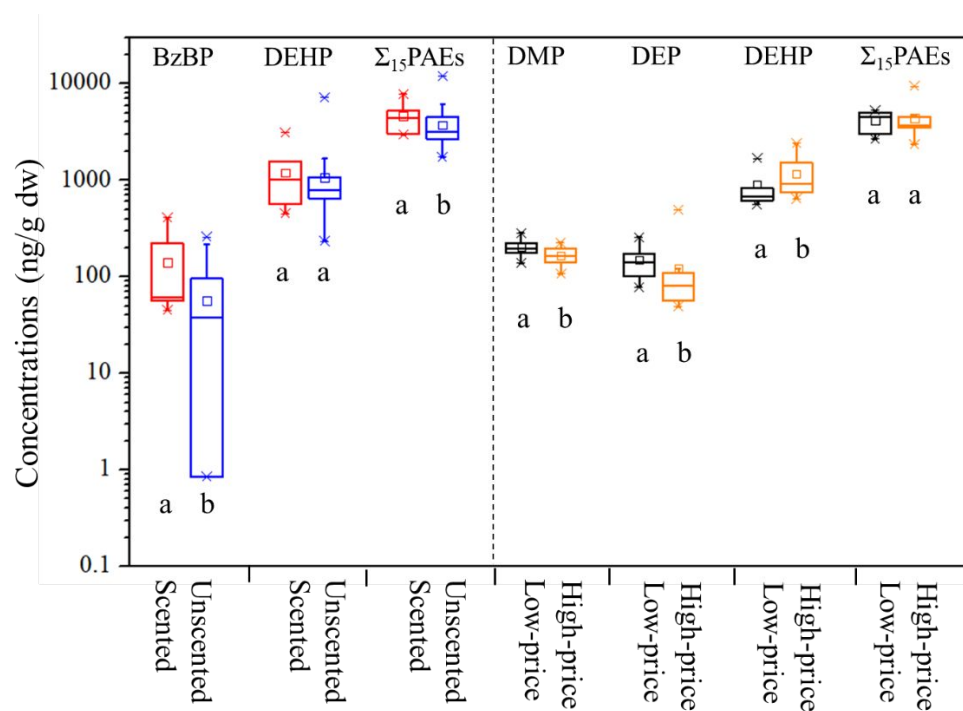 BzBP DEHP Σ₁₅PAEs DMP DEP DEHP Σ₁₅PAEs
Concentrations (ng/g dw)
10000
1000
100
10
1
0.1
a b
a a
a b
a b
a b
a b
a a
Scented
Unscented
Scented
Unscented
Scented
Unscented
Low-price
High-price
Low-price
High-price
Low-price
High-price
Low-price
High-price